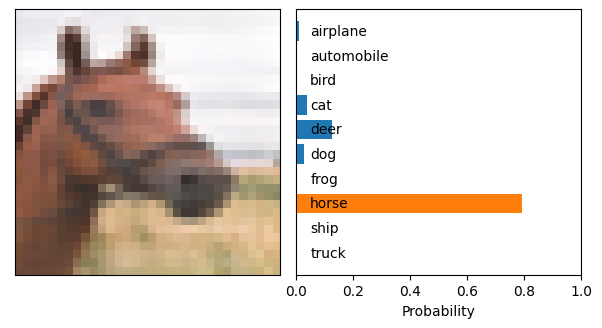 airplane
automobile
bird
cat
deer
dog
frog
horse
ship
truck
0.0 0.2 0.4 0.6 0.8 1.0
Probability